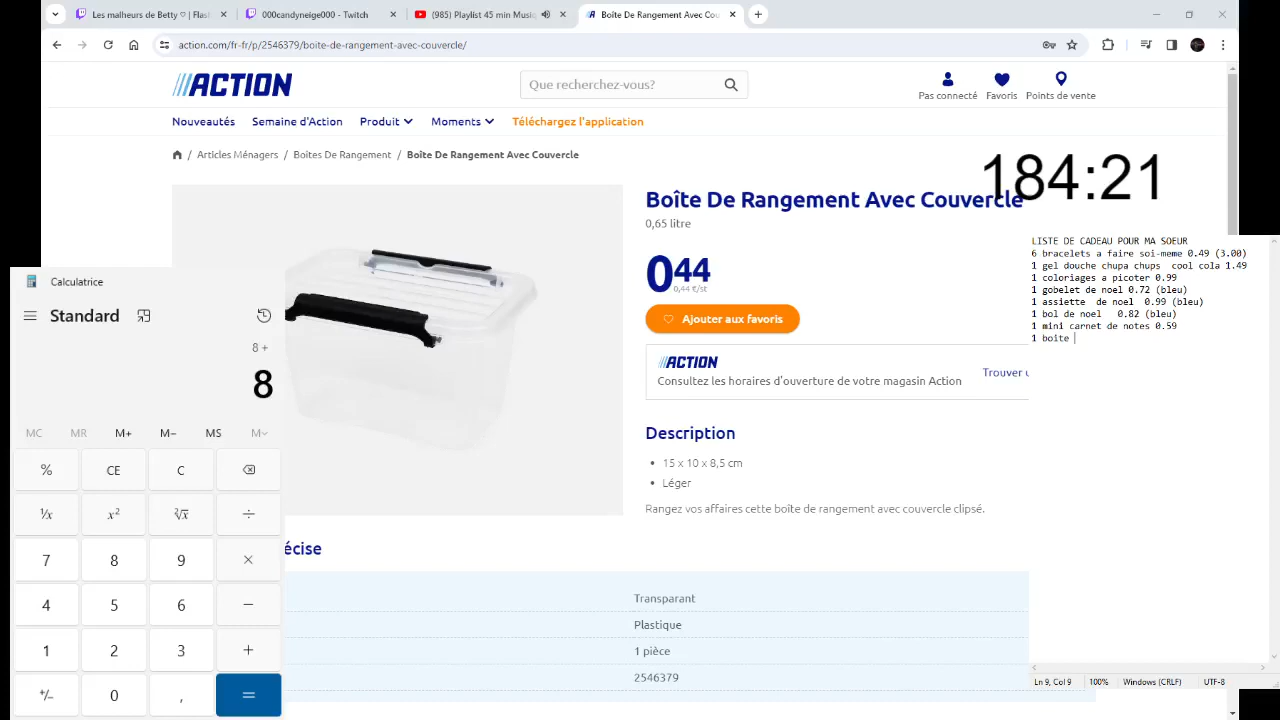 Les malheurs de Bety ♡ | Flas
000candyneige000 - Twitch
(985) Playlist 45 min Musiq
Boîte De Rangement Avec Cou
action.com/fr-fr/p/2546379/boite-de-rangement-avec-couvercle/
ACTION
Que recherchez-vous?
Pas connecté
Favoris
Points de vente
Nouveautés
Semaine d'Action
Produit
Moments
Téléchargez l'application
/ Articles Ménagers / Boîtes De Rangement / Boîte De Rangement Avec Couvercle
184:21
Boîte De Rangement Avec Couvercle
0,65 litre
044
0,44 €/st
Ajouter aux favoris
ACTION
Consultez les horaires d'ouverture de votre magasin Action
Trouver u
Description
• 15 x 10 x 8,5 cm
• Léger
Rangez vos affaires cette boîte de rangement avec couvercle clipsé.
écise
Transparant
Plastique
1 pièce
2546379
Calculatrice
Standard
8 +
8
MC MR M+ M− MS M
% CE C
¹/x x² ²√x ÷
7 8 9 ×
4 5 6 −
1 2 3 +
+/− 0 , =
LISTE DE CADEAU POUR MA SOEUR
6 bracelets a faire soi-meme 0.49 (3.00)
1 gel douche chupa chups cool cola 1.49
1 coloriages a picoter 0.99
1 gobelet de noel 0.72 (bleu)
1 assiette de noel 0.99 (bleu)
1 bol de noel 0.82 (bleu)
1 mini carnet de notes 0.59
1 boite
Ln 9, Col 9
100%
Windows (CRLF)
UTF-8